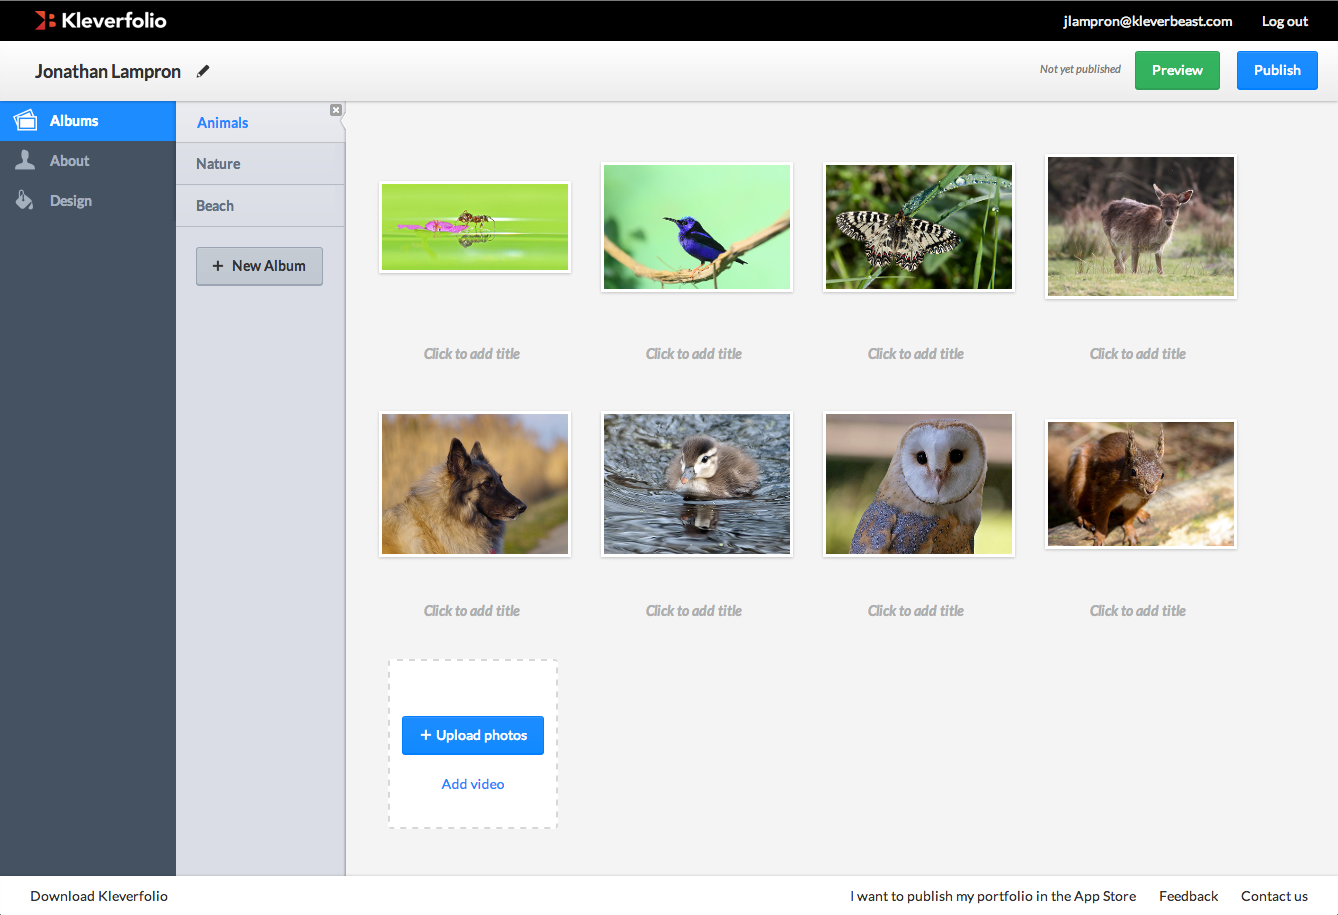 Kleverfolio
jlampron@kleverbeast.com
Log out
Jonathan Lampron
Not yet published
Preview
Publish
Albums
About
Design
Animals
Nature
Beach
+ New Album
Click to add title
Click to add title
Click to add title
Click to add title
Click to add title
Click to add title
Click to add title
Click to add title
+ Upload photos
Add video
Download Kleverfolio
I want to publish my portfolio in the App Store
Feedback
Contact us